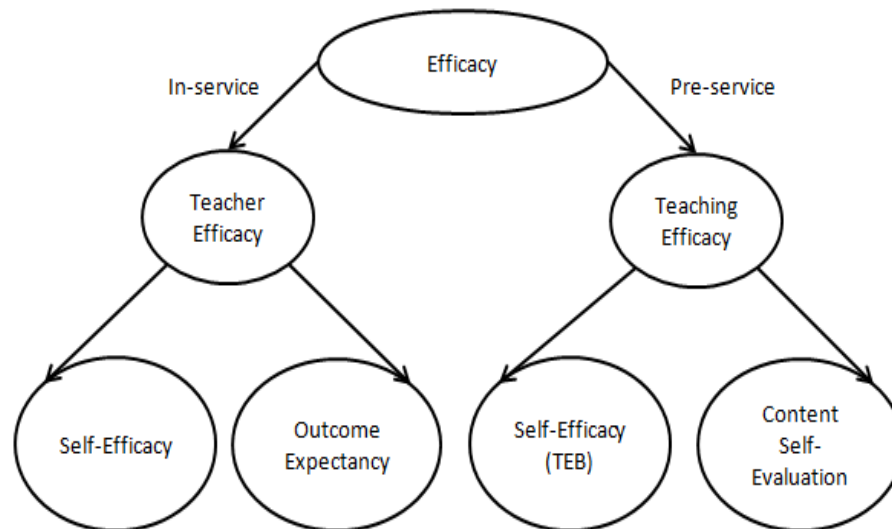 Efficacy
In-service
Pre-service
Teacher
Efficacy
Teaching
Efficacy
Self-Efficacy
Outcome
Expectancy
Self-Efficacy
(TEB)
Content
Self-
Evaluation